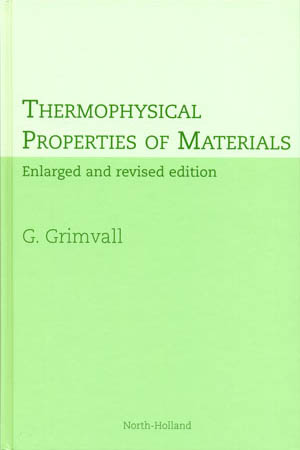 Thermophysical
Properties of Materials
Enlarged and revised edition
G. Grimvall
North-Holland